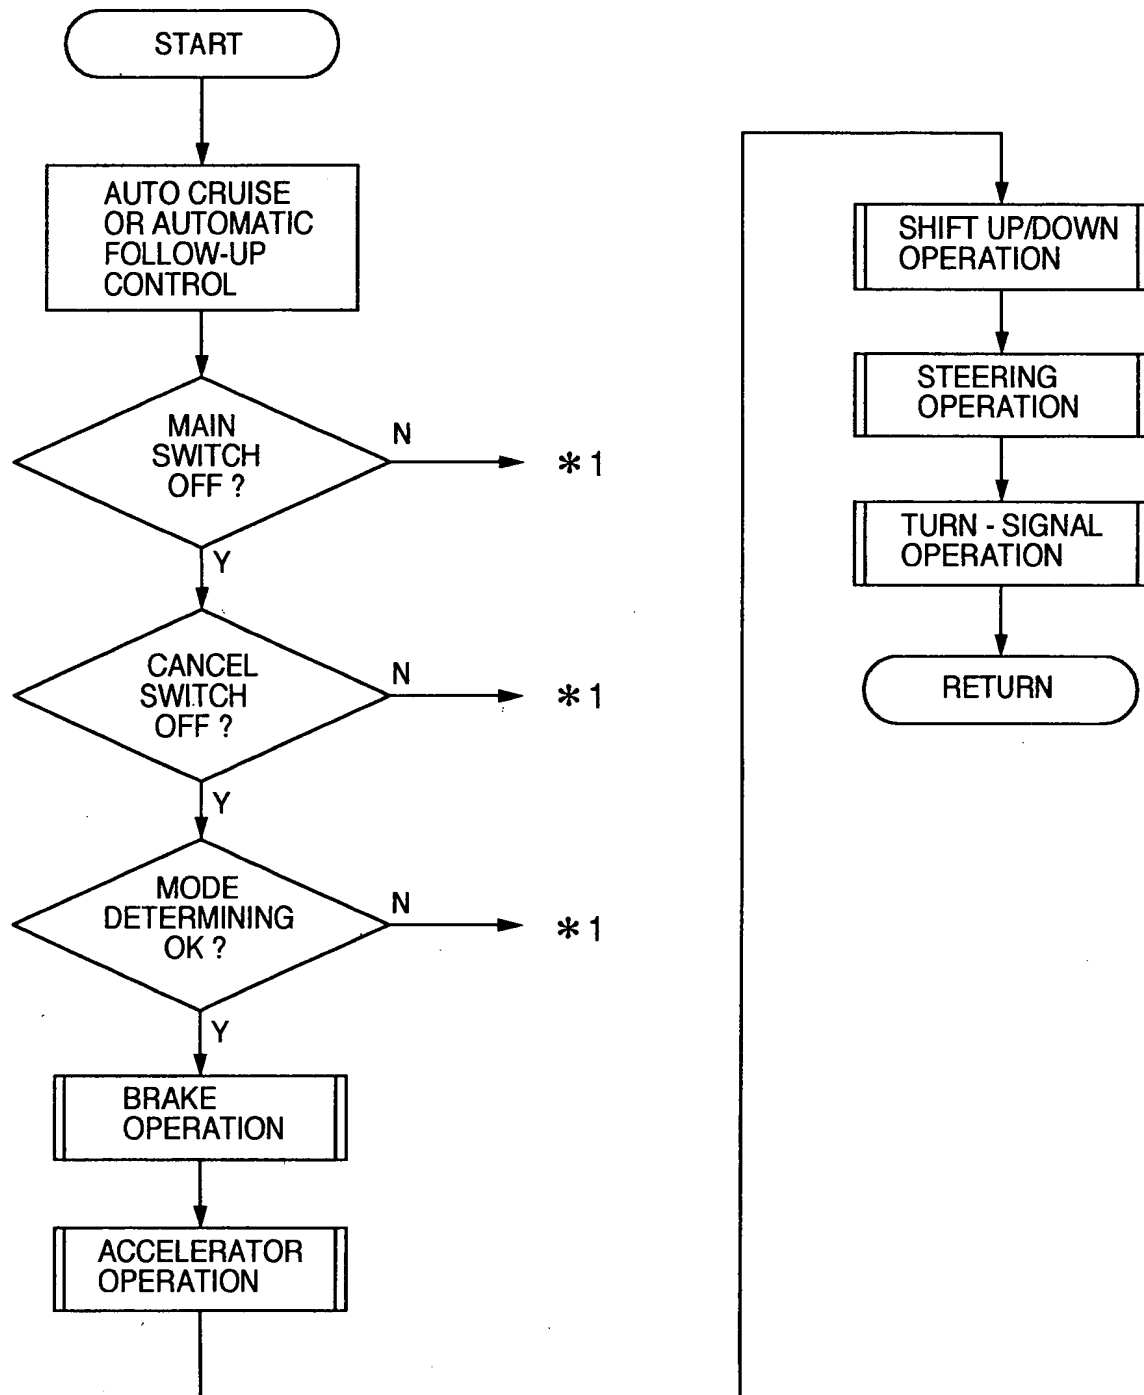 START
AUTO CRUISE
OR AUTOMATIC
FOLLOW-UP
CONTROL
MAIN
SWITCH
OFF ?
N
*1
Y
CANCEL
SWITCH
OFF ?
N
*1
Y
MODE
DETERMINING
OK ?
N
*1
Y
BRAKE
OPERATION
ACCELERATOR
OPERATION
SHIFT UP/DOWN
OPERATION
STEERING
OPERATION
TURN - SIGNAL
OPERATION
RETURN